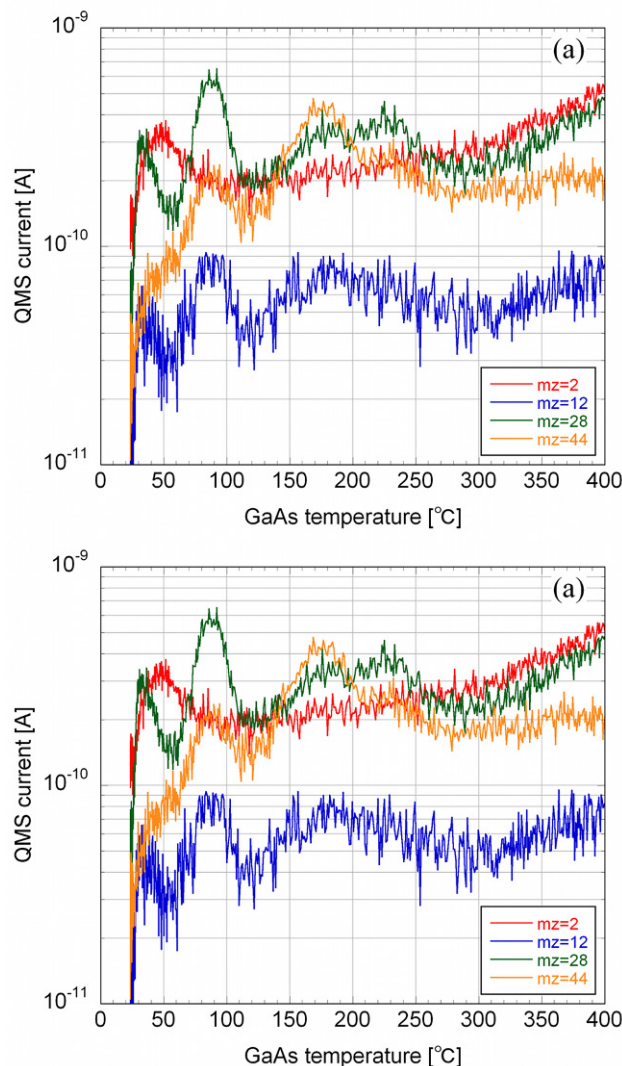 10⁻⁹
(a)
QMS current [A]
10⁻¹⁰
mz=2
mz=12
mz=28
mz=44
10⁻¹¹
0 50 100 150 200 250 300 350 400
GaAs temperature [°C]
10⁻⁹
(a)
QMS current [A]
10⁻¹⁰
mz=2
mz=12
mz=28
mz=44
10⁻¹¹
0 50 100 150 200 250 300 350 400
GaAs temperature [°C]